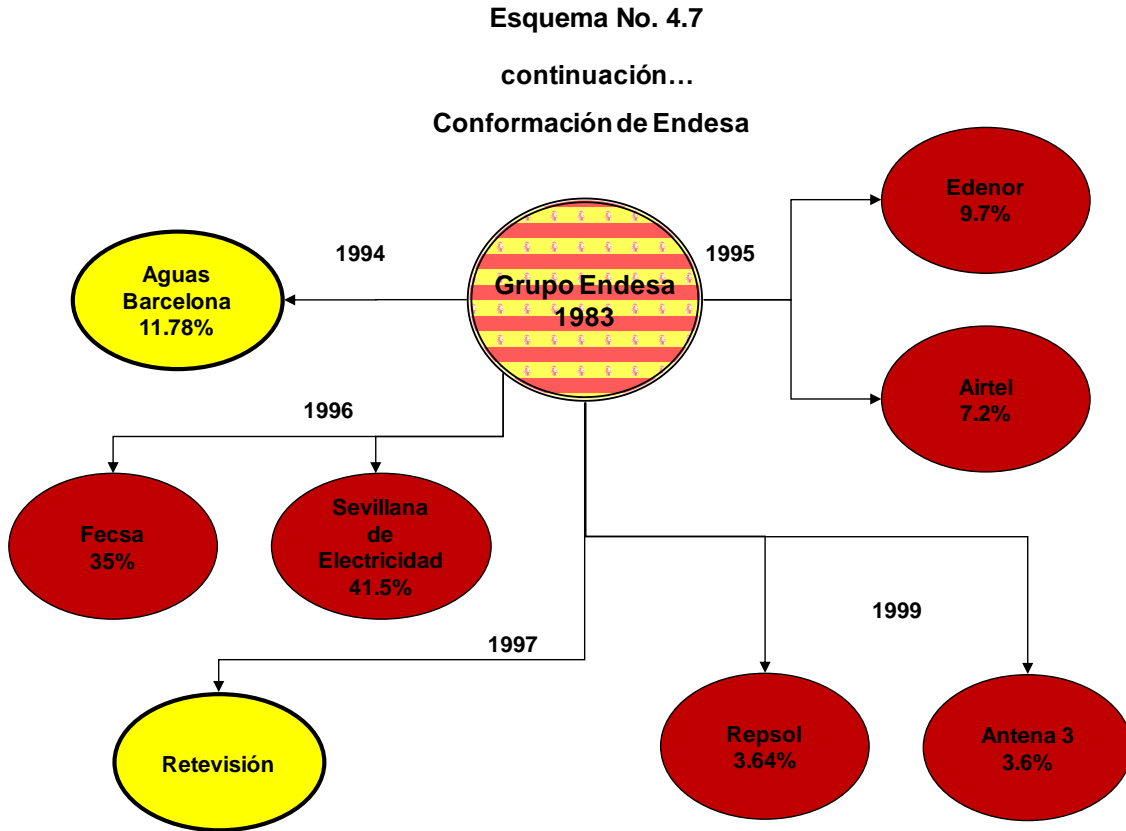 Esquema No. 4.7
continuación…
Conformación de Endesa
Edenor
9.7%
1994
1995
Aguas
Barcelona
11.78%
Grupo Endesa
1983
Airtel
7.2%
1996
Fecsa
35%
Sevillana
de
Electricidad
41.5%
1999
1997
Retevisión
Repsol
3.64%
Antena 3
3.6%